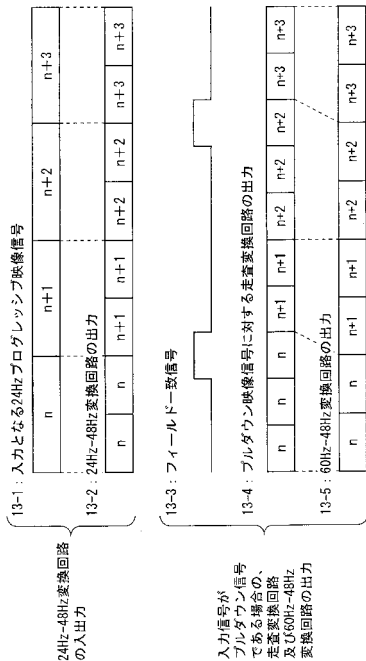 24Hz-48Hz変換回路
の入出力
13-1：入力となる24Hzプログレッシブ映像信号
n n+1 n+2 n+3
13-2：24Hz-48Hz変換回路の出力
n n n+1 n+1 n+2 n+2 n+3 n+3
入力信号が
プルダウン信号
である場合の、
走査変換回路
及び60Hz-48Hz
変換回路の出力
13-3：フィールド一致信号
13-4：プルダウン映像信号に対する走査変換回路の出力
n n n n+1 n+1 n+2 n+2 n+2 n+3 n+3
13-5：60Hz-48Hz変換回路の出力
n n n+1 n+1 n+2 n+2 n+3 n+3